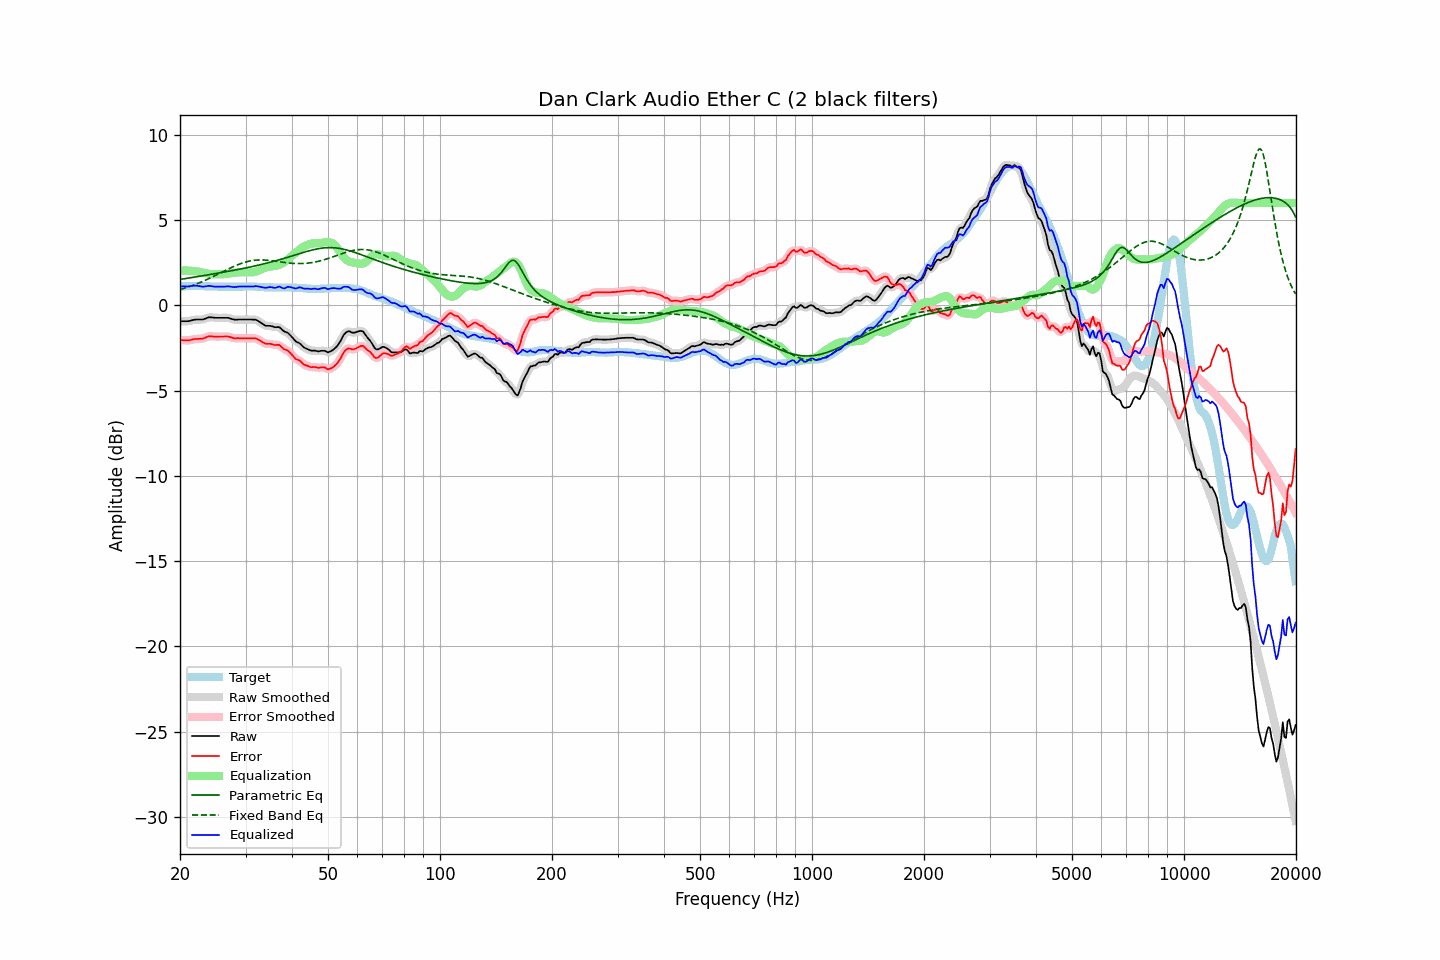 Dan Clark Audio Ether C (2 black filters)
10
5
0
−5
−10
−15
−20
−25
−30
Amplitude (dBr)
Target
Raw Smoothed
Error Smoothed
Raw
Error
Equalization
Parametric Eq
Fixed Band Eq
Equalized
20 50 100 200 500 1000 2000 5000 10000 20000
Frequency (Hz)